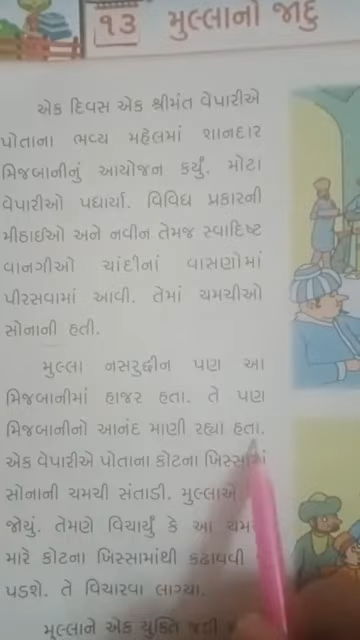 ૧૩ મુલ્લાનો જાદુ
એક દિવસ એક શ્રીમંત વેપારીએ
પોતાના ભવ્ય મહેલમાં શાનદાર
મિજબાનીનું આયોજન કર્યું. મોટા
વેપારીઓ પધાર્યા. વિવિધ પ્રકારની
મીઠાઈઓ અને નવીન તેમજ સ્વાદિષ્ટ
વાનગીઓ ચાંદીનાં વાસણોમાં
પીરસવામાં આવી. તેમાં ચમચીઓ
સોનાની હતી.
મુલ્લા નસરુદ્દીન પણ આ
મિજબાનીમાં હાજર હતા. તે પણ
મિજબાનીનો આનંદ માણી રહ્યા હતા.
એક વેપારીએ પોતાના કોટના ખિસ્સામાં
સોનાની ચમચી સંતાડી. મુલ્લાએ
જોયું. તેમણે વિચાર્યું કે આ
મારે કોટના ખિસ્સામાંથી કઢાવવી
પડશે. તે વિચારવા લાગ્યા.
મુલ્લાને એક યુક્તિ જડી